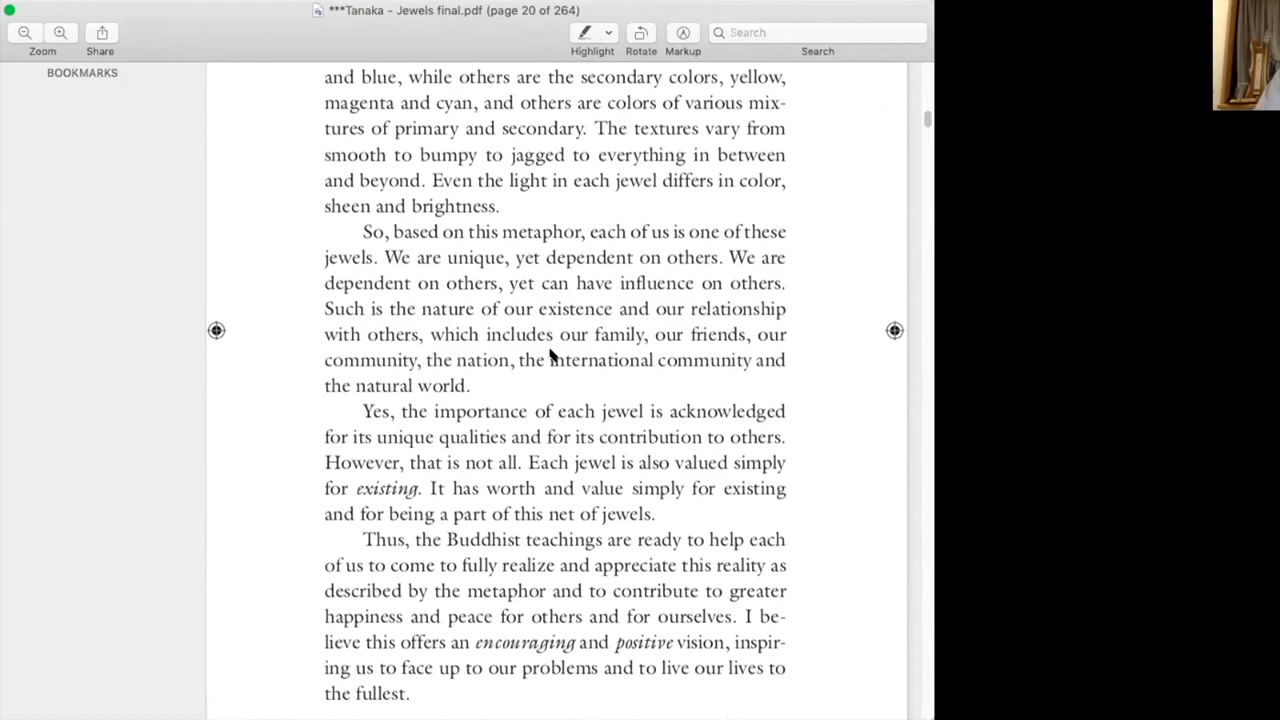 ***Tanaka - Jewels final.pdf (page 20 of 264)
Zoom
Share
Highlight
Rotate
Markup
Search
Search
BOOKMARKS
and blue, while others are the secondary colors, yellow,
magenta and cyan, and others are colors of various mix-
tures of primary and secondary. The textures vary from
smooth to bumpy to jagged to everything in between
and beyond. Even the light in each jewel differs in color,
sheen and brightness.
So, based on this metaphor, each of us is one of these
jewels. We are unique, yet dependent on others. We are
dependent on others, yet can have influence on others.
Such is the nature of our existence and our relationship
with others, which includes our family, our friends, our
community, the nation, the international community and
the natural world.
Yes, the importance of each jewel is acknowledged
for its unique qualities and for its contribution to others.
However, that is not all. Each jewel is also valued simply
for existing. It has worth and value simply for existing
and for being a part of this net of jewels.
Thus, the Buddhist teachings are ready to help each
of us to come to fully realize and appreciate this reality as
described by the metaphor and to contribute to greater
happiness and peace for others and for ourselves. I be-
lieve this offers an encouraging and positive vision, inspir-
ing us to face up to our problems and to live our lives to
the fullest.